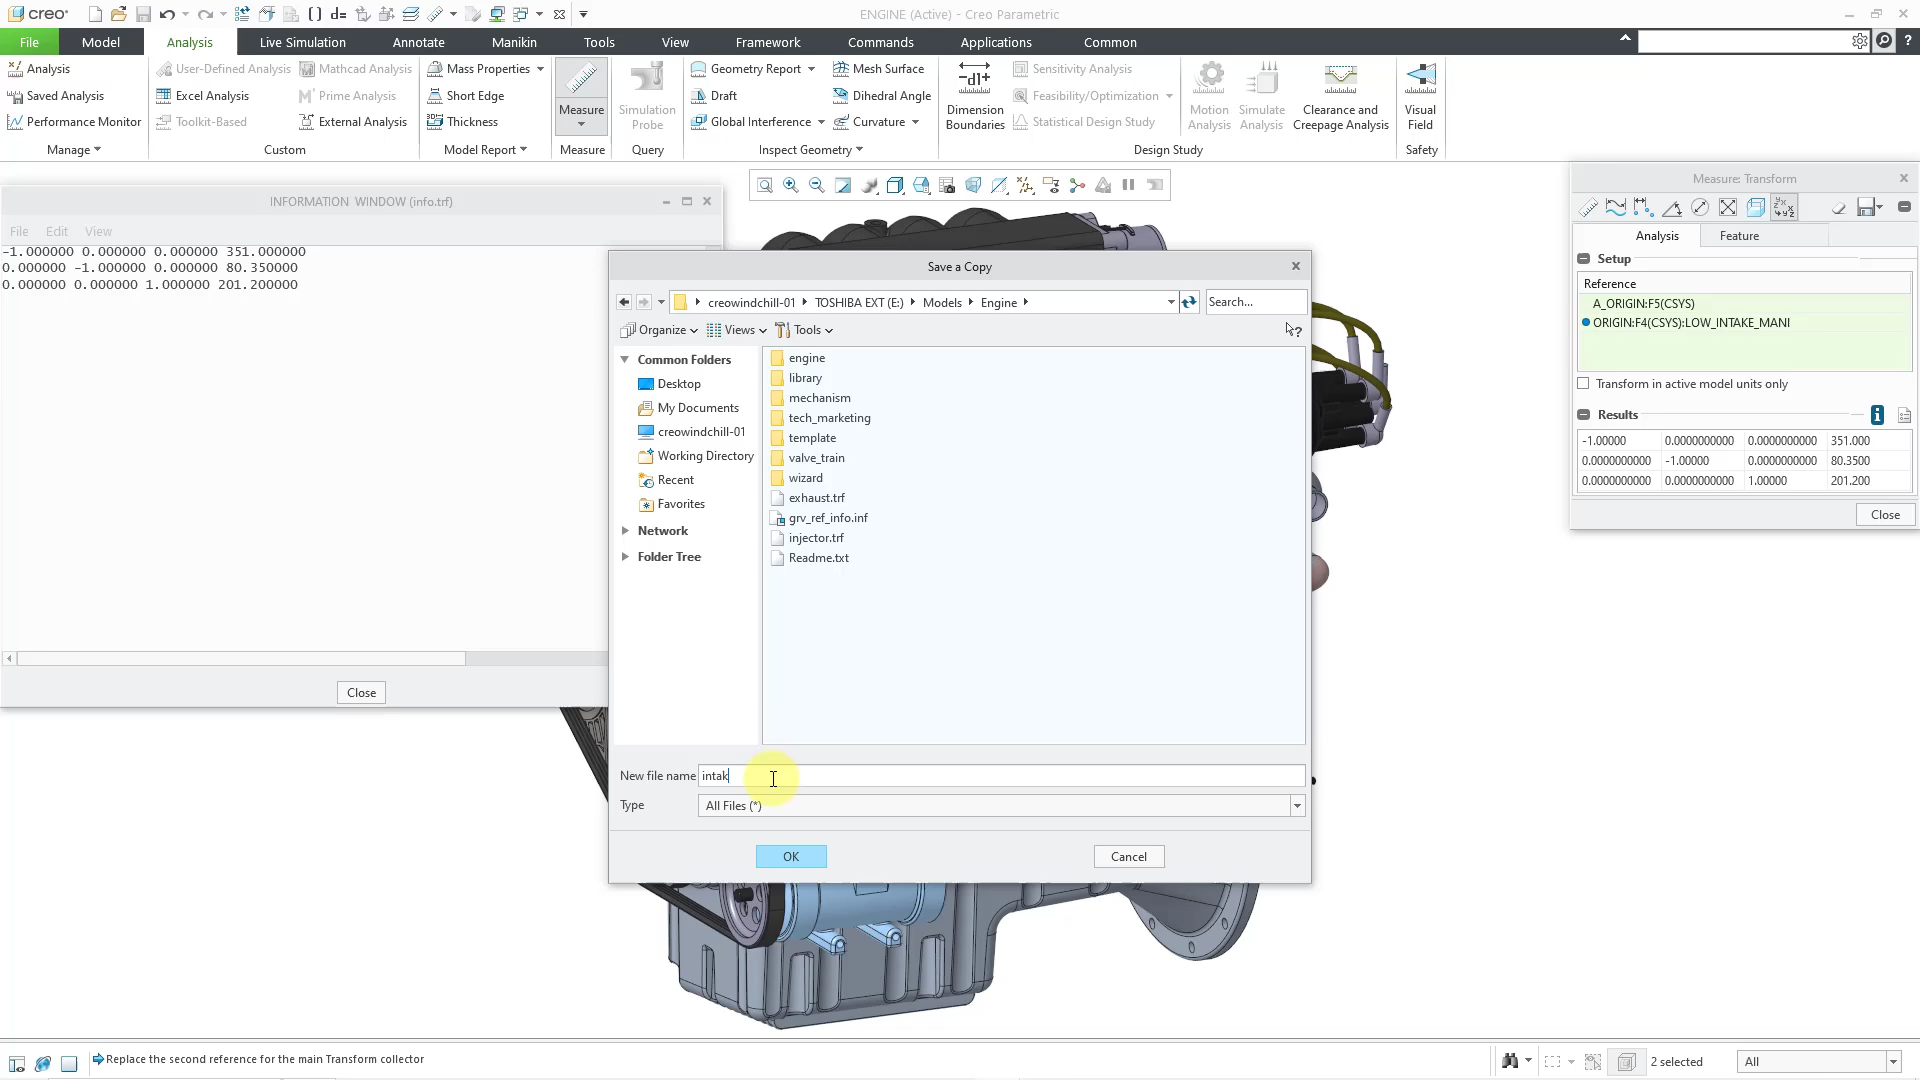 creo
ENGINE (Active) - Creo Parametric
File Model Analysis Live Simulation Annotate Manikin Tools View Framework Commands Applications Common
Analysis User-Defined Analysis Mathcad Analysis Mass Properties Geometry Report Mesh Surface Sensitivity Analysis
Saved Analysis Excel Analysis Prime Analysis Short Edge Draft Dihedral Angle Feasibility/Optimization
Performance Monitor Toolkit-Based External Analysis Thickness Global Interference Curvature Statistical Design Study
Measure Simulation Probe Dimension Boundaries Motion Analysis Simulate Analysis Clearance and Creepage Analysis Visual Field
Manage Custom Model Report Measure Query Inspect Geometry Design Study Safety
INFORMATION WINDOW (info.trf)
File Edit View
-1.000000 0.000000 0.000000 351.000000
0.000000 -1.000000 0.000000 80.350000
0.000000 0.000000 1.000000 201.200000
Close
Save a Copy
creowindchill-01 TOSHIBA EXT (E:) Models Engine
Search...
Organize Views Tools
Common Folders
Desktop
My Documents
creowindchill-01
Working Directory
Recent
Favorites
Network
Folder Tree
engine
library
mechanism
tech_marketing
template
valve_train
wizard
exhaust.trf
grv_ref_info.inf
injector.trf
Readme.txt
New file name intak
Type All Files (*)
OK Cancel
Measure: Transform
Analysis Feature
Setup
Reference
A_ORIGIN:F5(CSYS)
ORIGIN:F4(CSYS):LOW_INTAKE_MANI
Transform in active model units only
Results
-1.00000 0.0000000000 0.0000000000 351.000
0.0000000000 -1.00000 0.0000000000 80.3500
0.0000000000 0.0000000000 1.00000 201.200
Close
Replace the second reference for the main Transform collector
2 selected
All